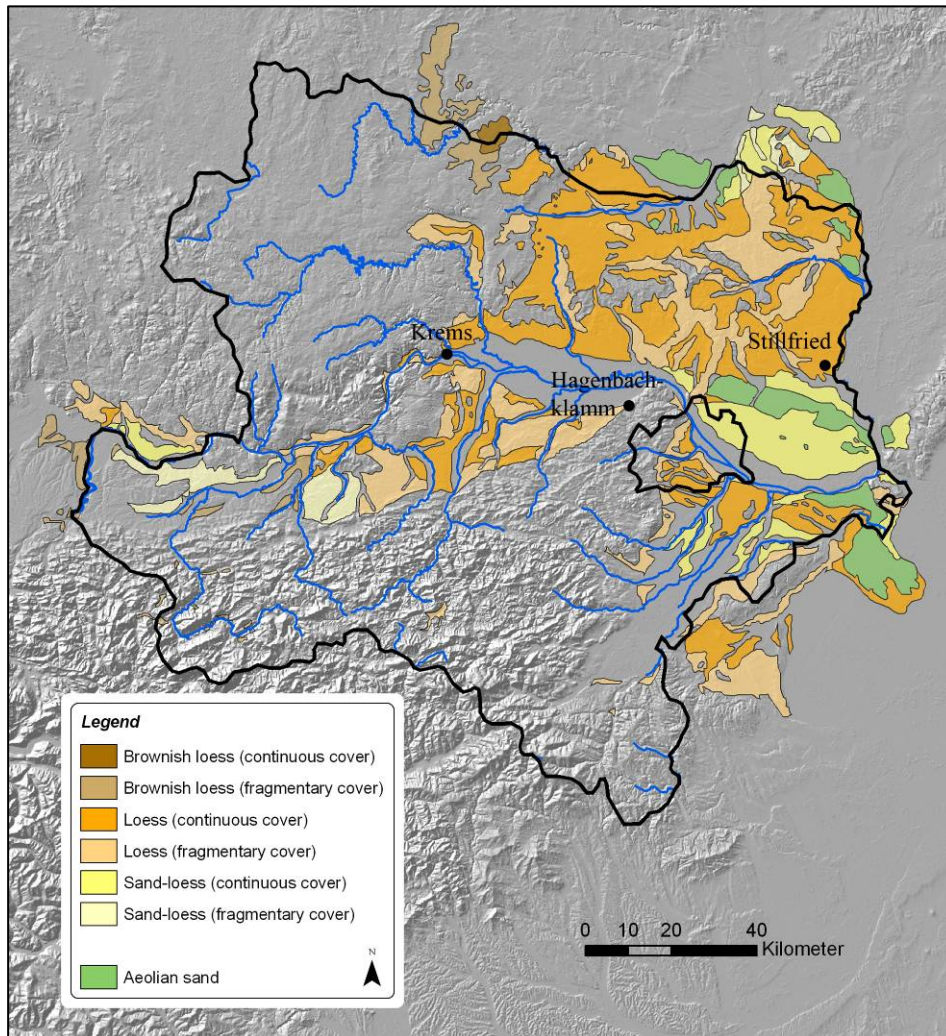 Krems
Stillfried
Hagenbach-
klamm
Legend
Brownish loess (continuous cover)
Brownish loess (fragmentary cover)
Loess (continuous cover)
Loess (fragmentary cover)
Sand-loess (continuous cover)
Sand-loess (fragmentary cover)
Aeolian sand
N
0 10 20 40
Kilometer